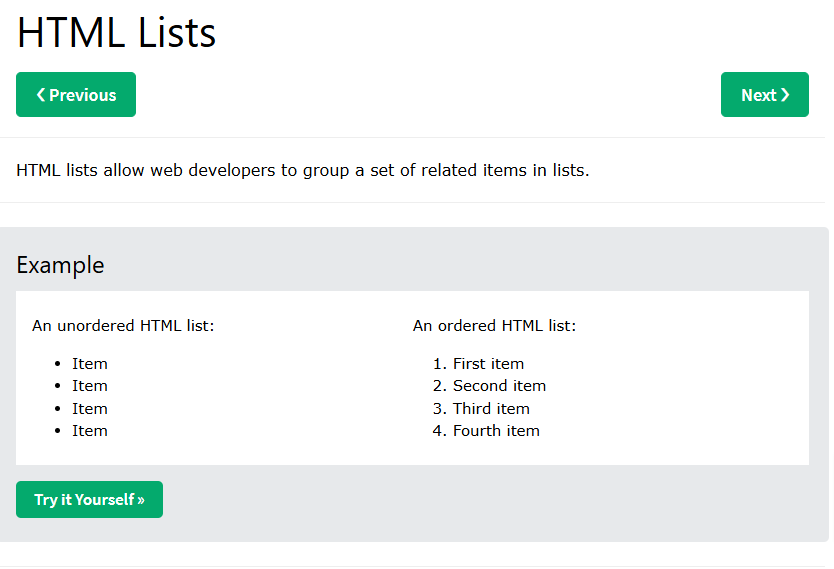 HTML Lists
❮ Previous
Next ❯
HTML lists allow web developers to group a set of related items in lists.
Example
An unordered HTML list:
• Item
• Item
• Item
• Item
An ordered HTML list:
1. First item
2. Second item
3. Third item
4. Fourth item
Try it Yourself »